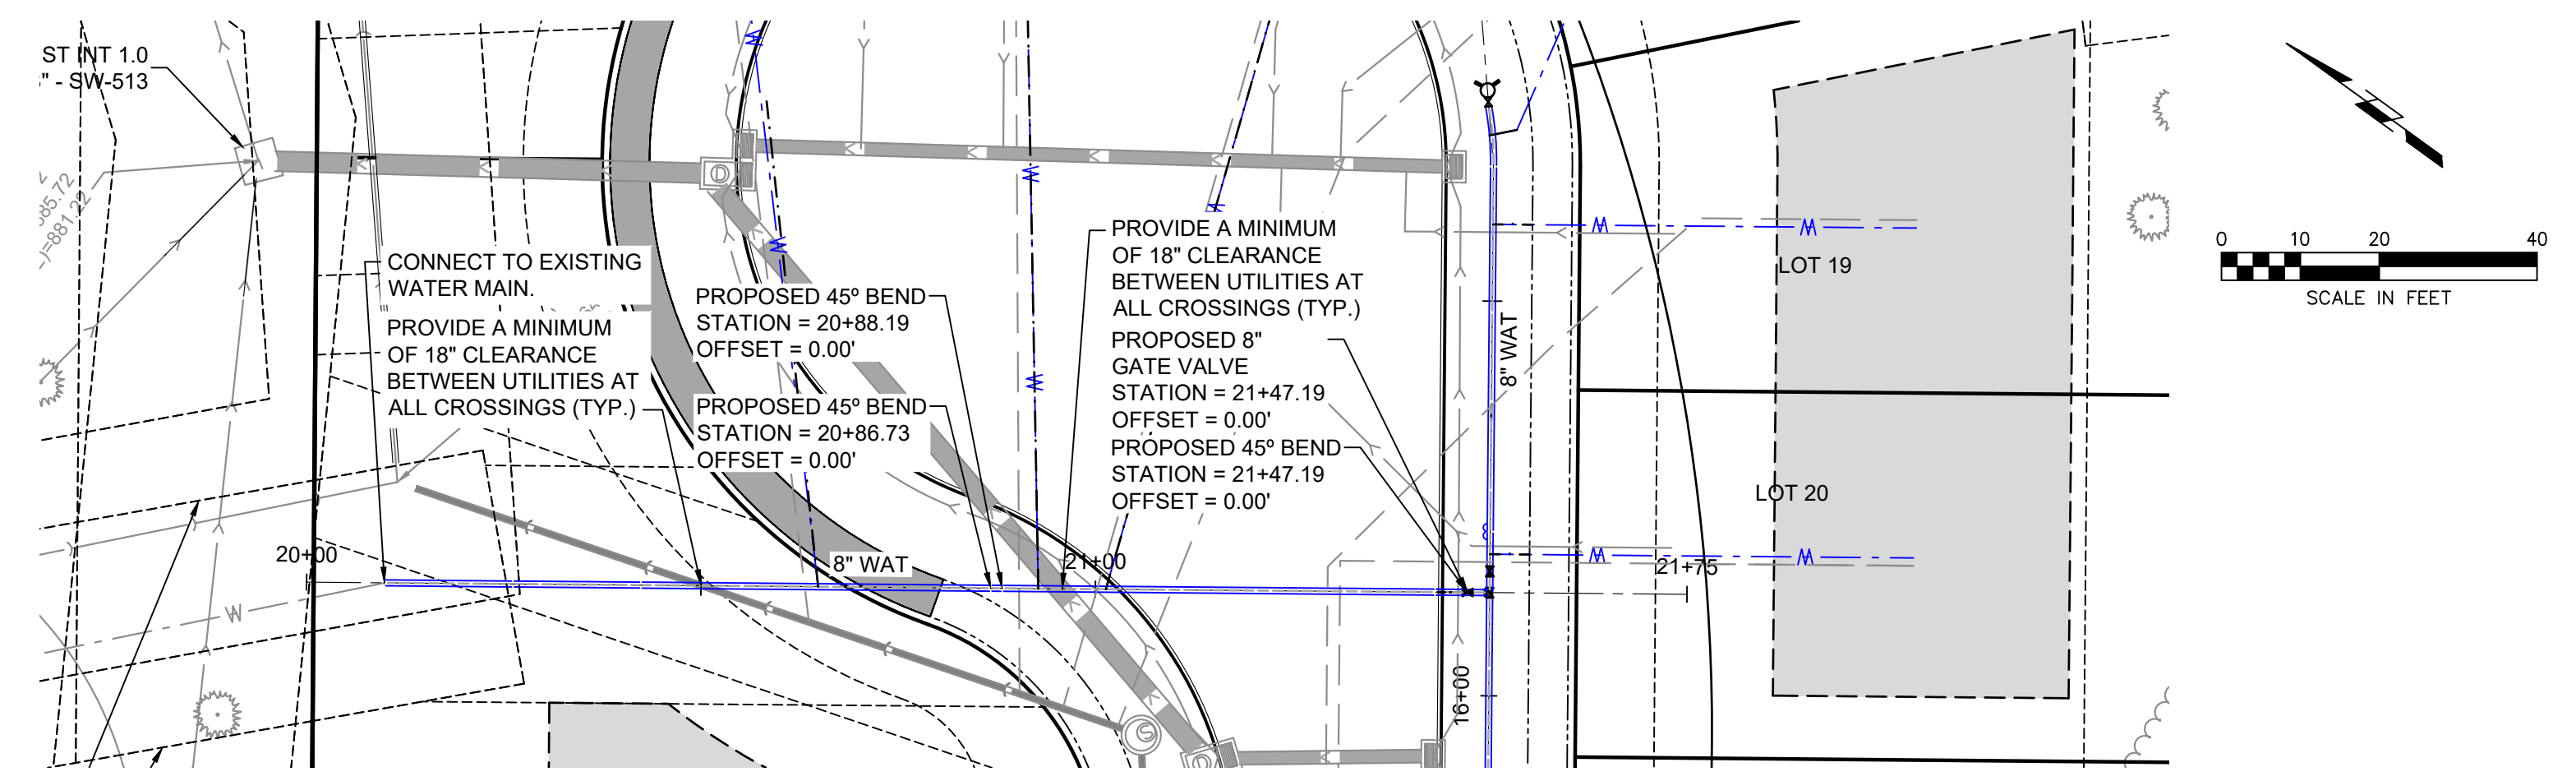 ST INT 1.0
" - SW-513
885.72
)=881.22
CONNECT TO EXISTING
WATER MAIN.
PROVIDE A MINIMUM
OF 18" CLEARANCE
BETWEEN UTILITIES AT
ALL CROSSINGS (TYP.)
PROPOSED 45º BEND
STATION = 20+88.19
OFFSET = 0.00'
PROPOSED 45º BEND
STATION = 20+86.73
OFFSET = 0.00'
PROVIDE A MINIMUM
OF 18" CLEARANCE
BETWEEN UTILITIES AT
ALL CROSSINGS (TYP.)
PROPOSED 8"
GATE VALVE
STATION = 21+47.19
OFFSET = 0.00'
PROPOSED 45º BEND
STATION = 21+47.19
OFFSET = 0.00'
20+00
8" WAT
21+00
21+75
8" WAT
16+00
LOT 19
LOT 20
W
W
W
W
W
W
W
W
W
W
W
D
D
S
0 10 20 40
SCALE IN FEET